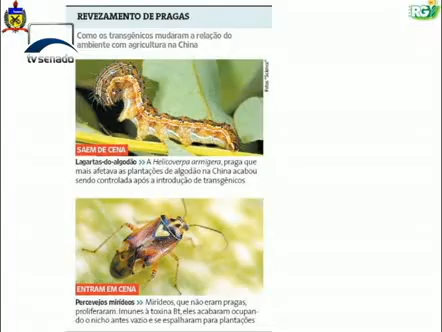 RGV
REVEZAMENTO DE PRAGAS
Como os transgênicos mudaram a relação do
ambiente com agricultura na China
tv senado
Fotos "Science"
SAEM DE CENA
Lagartas-do-algodão >> A Helicoverpa armigera, praga que
mais afetava as plantações de algodão na China acabou
sendo controlada após a introdução de transgênicos
ENTRAM EM CENA
Percevejos mirídeos >> Mirídeos, que não eram pragas,
proliferaram. Imunes à toxina Bt, eles acabaram ocupan-
do o nicho antes vazio e se espalharam para plantações